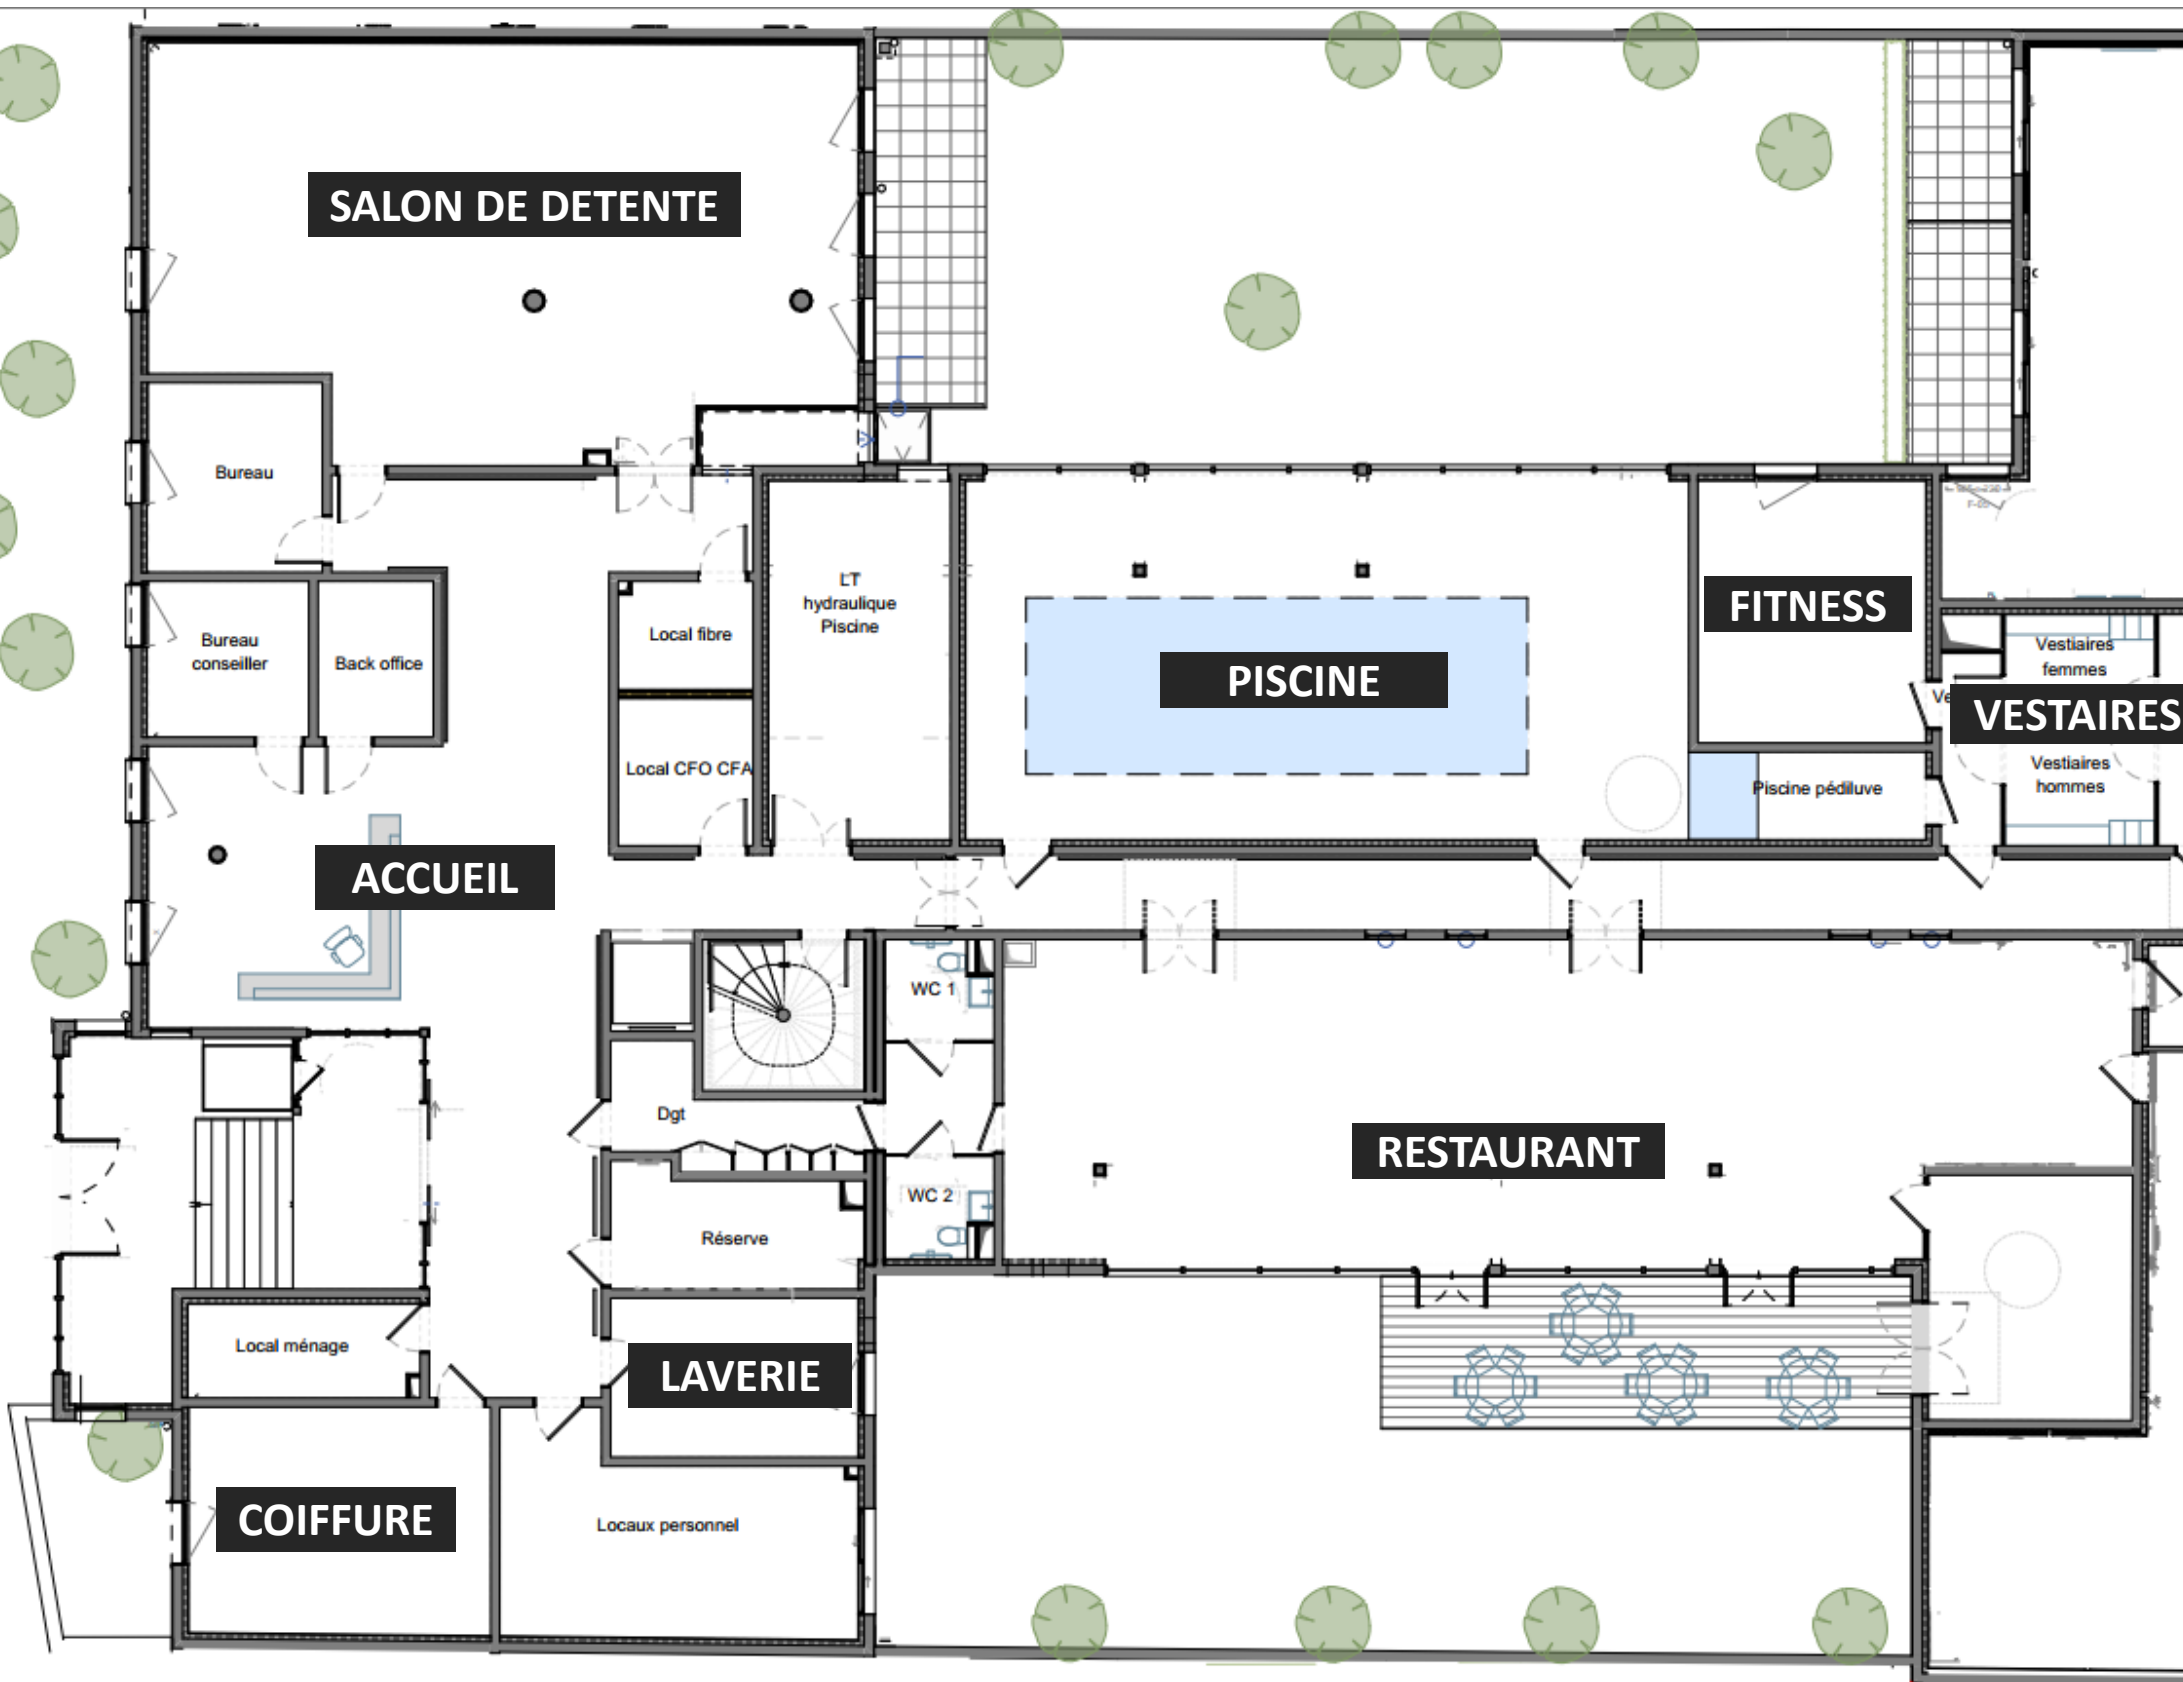 SALON DE DETENTE
Bureau
LT
hydraulique
Piscine
FITNESS
Local fibre
Bureau
conseiller
Back office
PISCINE
Vestiaires
femmes
VESTAIRES
Vestiaires
hommes
Local CFO CFA
Piscine pédiluve
ACCUEIL
WC 1
Dgt
RESTAURANT
WC 2
Réserve
Local ménage
LAVERIE
COIFFURE
Locaux personnel